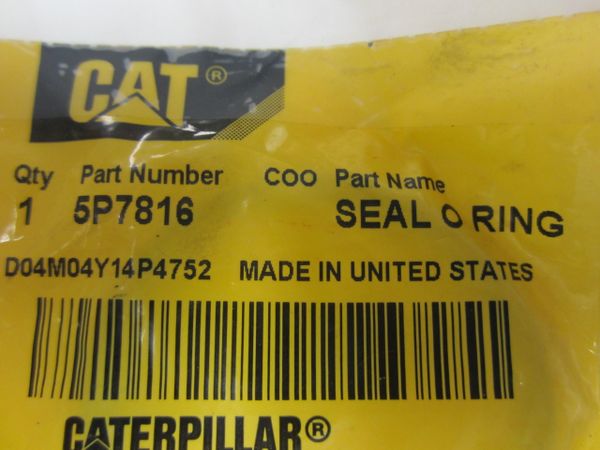 CAT®
Qty Part Number COO Part Name
1 5P7816 SEAL O RING
D04M04Y14P4752 MADE IN UNITED STATES
CATERPILLAR®